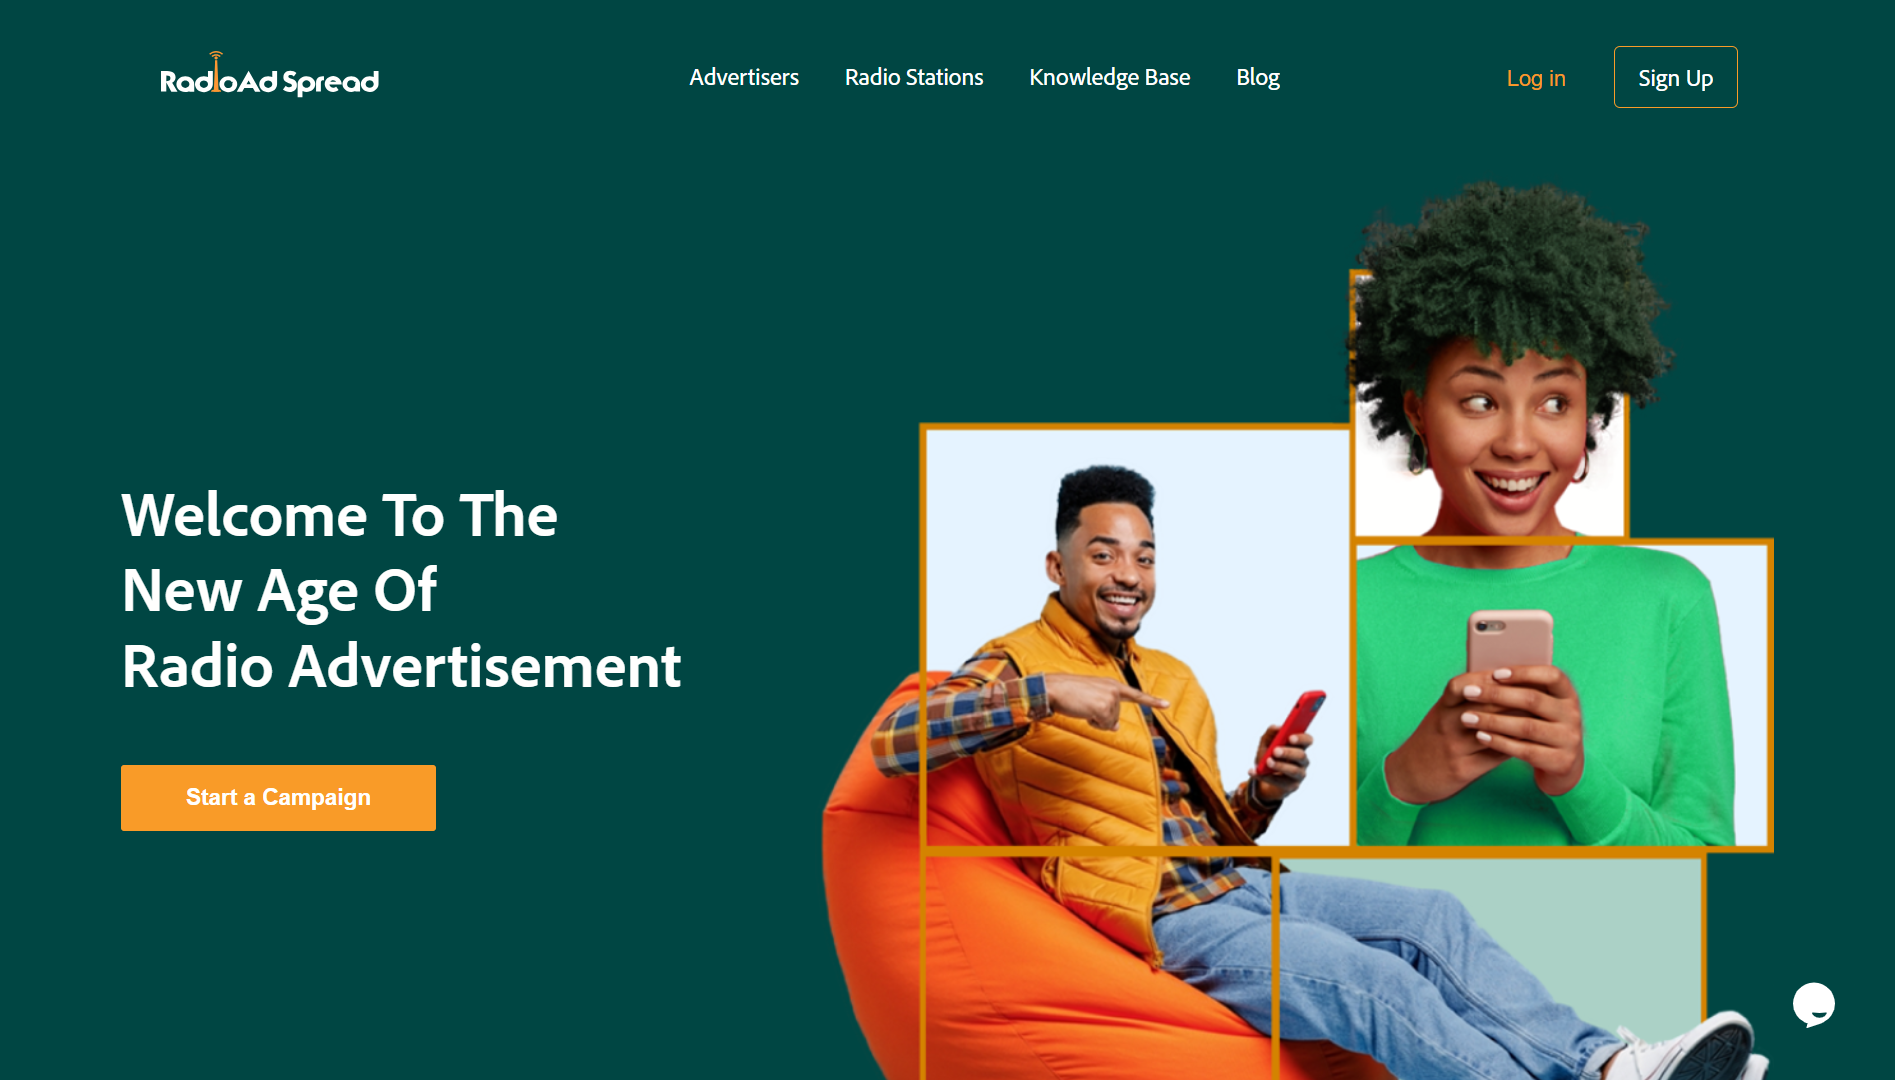 RadioAd Spread
Advertisers
Radio Stations
Knowledge Base
Blog
Log in
Sign Up
Welcome To The
New Age Of
Radio Advertisement
Start a Campaign